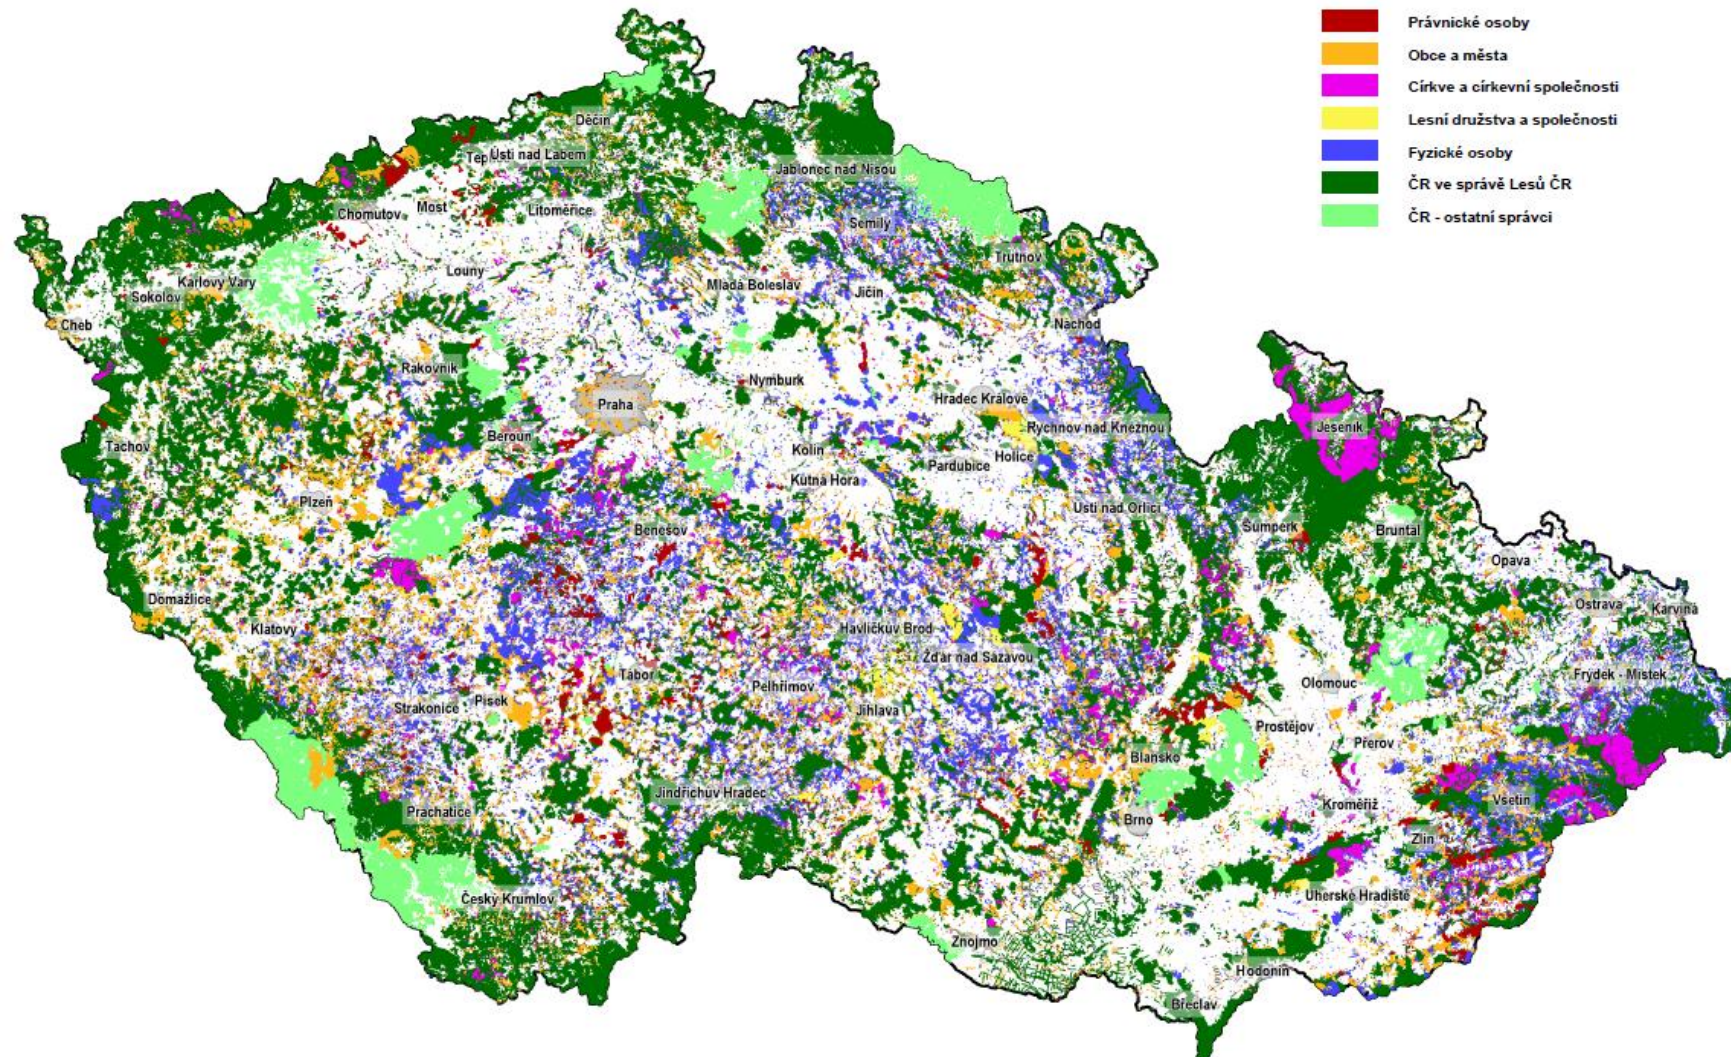 Právnické osoby
Obce a města
Církve a církevní společnosti
Lesní družstva a společnosti
Fyzické osoby
ČR ve správě Lesů ČR
ČR - ostatní správci
Děčín
Ústí nad Labem
Jablonec nad Nisou
Most
Chomutov
Litoměřice
Semily
Trutnov
Louny
Karlovy Vary
Sokolov
Mladá Boleslav
Jičín
Cheb
Náchod
Rakovník
Nymburk
Hradec Králové
Praha
Rychnov nad Kněžnou
Jeseník
Beroun
Tachov
Kolín
Holice
Pardubice
Kutná Hora
Plzeň
Ústí nad Orlicí
Benešov
Šumperk
Bruntál
Opava
Domažlice
Ostrava
Karviná
Klatovy
Havlíčkův Brod
Žďár nad Sázavou
Tábor
Frýdek - Místek
Olomouc
Pelhřimov
Písek
Strakonice
Jihlava
Prostějov
Přerov
Blansko
Jindřichův Hradec
Vsetín
Kroměříž
Prachatice
Brno
Zlín
Český Krumlov
Uherské Hradiště
Znojmo
Hodonín
Břeclav